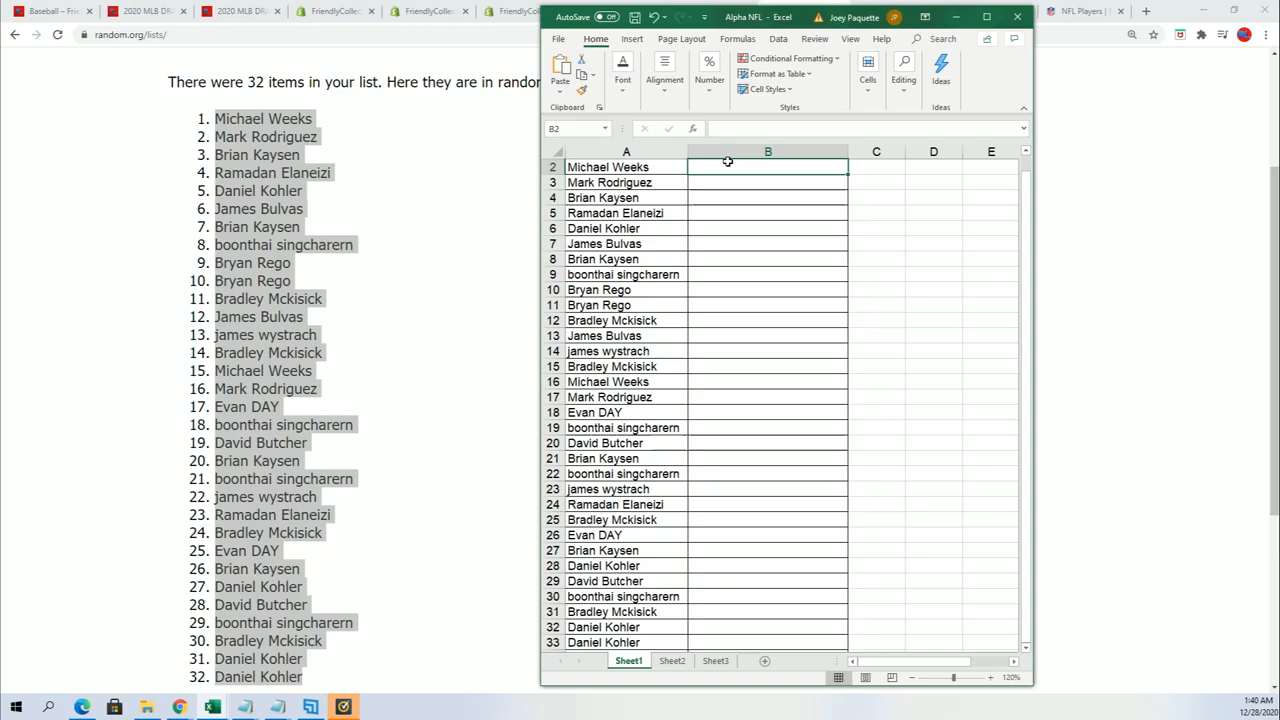 Baseball – Frie
2020 MLB DRA
2020 MLB DRA
FriendlyCollec
FriendlyCollec
FriendlyCo
NFL Players | P
random.org/lists/
There were 32 items in your list. Here they are in random
1. Michael Weeks
2. Mark Rodriguez
3. Brian Kaysen
4. Ramadan Elaneizi
5. Daniel Kohler
6. James Bulvas
7. Brian Kaysen
8. boonthai singcharern
9. Bryan Rego
10. Bryan Rego
11. Bradley Mckisick
12. James Bulvas
13. james wystrach
14. Bradley Mckisick
15. Michael Weeks
16. Mark Rodriguez
17. Evan DAY
18. boonthai singcharern
19. David Butcher
20. Brian Kaysen
21. boonthai singcharern
22. james wystrach
23. Ramadan Elaneizi
24. Bradley Mckisick
25. Evan DAY
26. Brian Kaysen
27. Daniel Kohler
28. David Butcher
29. boonthai singcharern
30. Bradley Mckisick
31. Daniel Kohler
32. Daniel Kohler
AutoSave Off Alpha NFL - Excel Joey Paquette JP
File Home Insert Page Layout Formulas Data Review View Help Search
Paste Font Alignment Number Conditional Formatting Cells Editing Ideas
Format as Table
Cell Styles
Clipboard Styles Ideas
B2 fx
A B C D E
2 Michael Weeks
3 Mark Rodriguez
4 Brian Kaysen
5 Ramadan Elaneizi
6 Daniel Kohler
7 James Bulvas
8 Brian Kaysen
9 boonthai singcharern
10 Bryan Rego
11 Bryan Rego
12 Bradley Mckisick
13 James Bulvas
14 james wystrach
15 Bradley Mckisick
16 Michael Weeks
17 Mark Rodriguez
18 Evan DAY
19 boonthai singcharern
20 David Butcher
21 Brian Kaysen
22 boonthai singcharern
23 james wystrach
24 Ramadan Elaneizi
25 Bradley Mckisick
26 Evan DAY
27 Brian Kaysen
28 Daniel Kohler
29 David Butcher
30 boonthai singcharern
31 Bradley Mckisick
32 Daniel Kohler
33 Daniel Kohler
Sheet1 Sheet2 Sheet3
120%
1:40 AM
12/28/2020